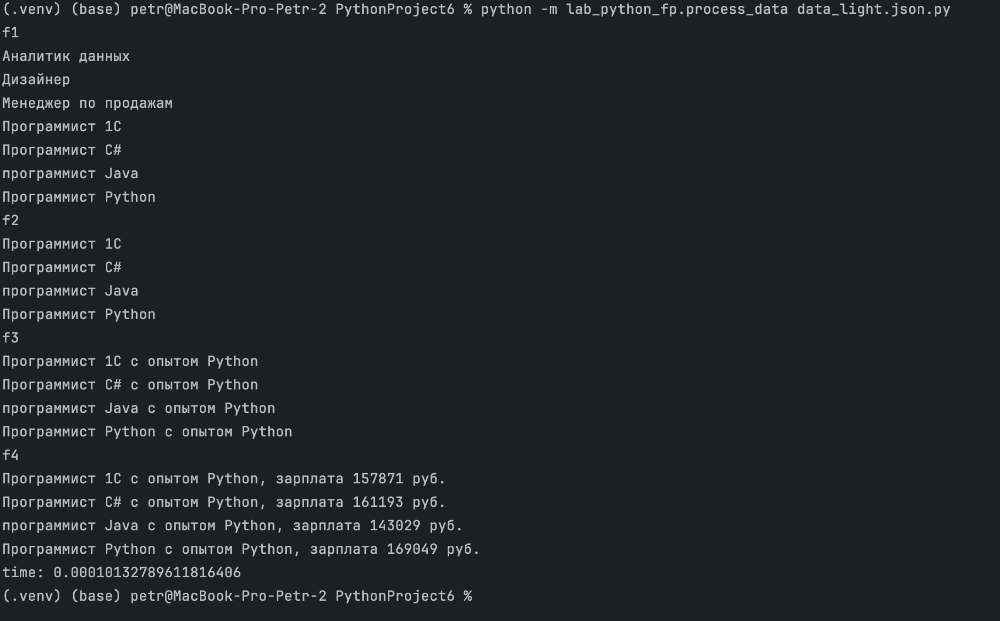 (.venv) (base) petr@MacBook-Pro-Petr-2 PythonProject6 % python -m lab_python_fp.process_data data_light.json.py
f1
Аналитик данных
Дизайнер
Менеджер по продажам
Программист 1С
Программист C#
программист Java
Программист Python
f2
Программист 1С
Программист C#
программист Java
Программист Python
f3
Программист 1С с опытом Python
Программист C# с опытом Python
программист Java с опытом Python
Программист Python с опытом Python
f4
Программист 1С с опытом Python, зарплата 157871 руб.
Программист C# с опытом Python, зарплата 161193 руб.
программист Java с опытом Python, зарплата 143029 руб.
Программист Python с опытом Python, зарплата 169049 руб.
time: 0.00010132789611816406
(.venv) (base) petr@MacBook-Pro-Petr-2 PythonProject6 %